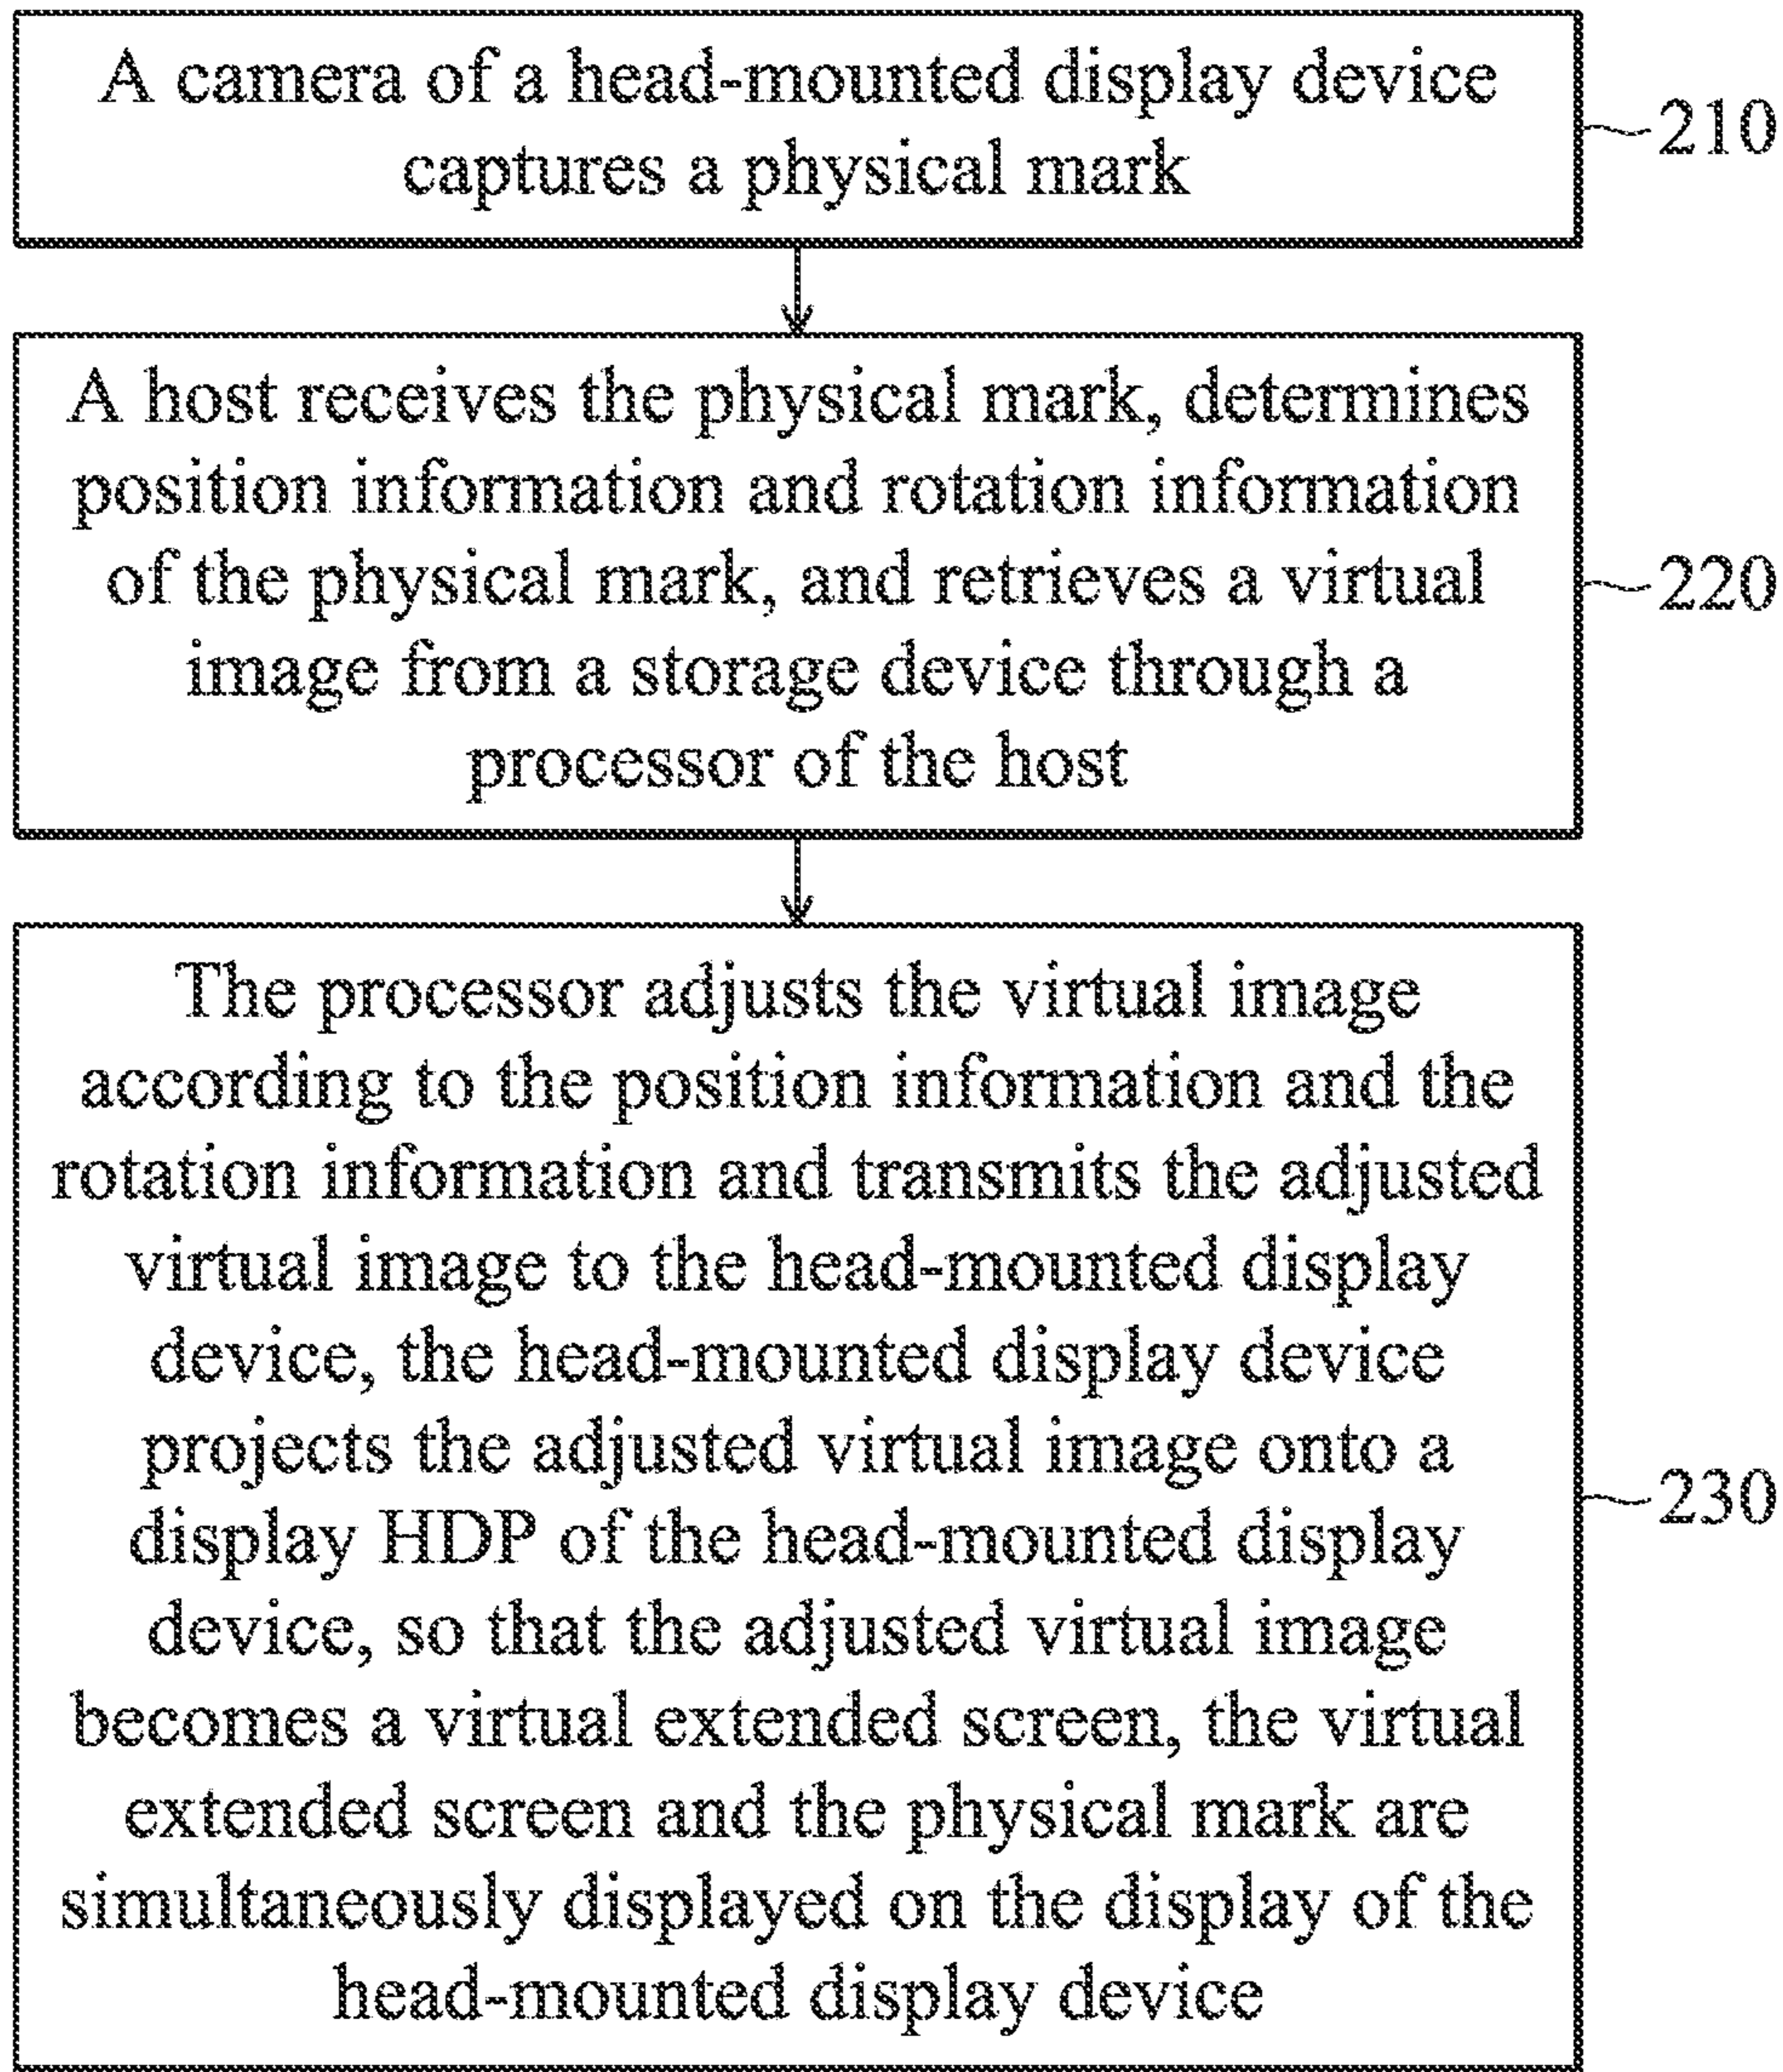 A camera of a head-mounted display device
captures a physical mark
210
A host receives the physical mark, determines
position information and rotation information
of the physical mark, and retrieves a virtual
image from a storage device through a
processor of the host
220
The processor adjusts the virtual image
according to the position information and the
rotation information and transmits the adjusted
virtual image to the head-mounted display
device, the head-mounted display device
projects the adjusted virtual image onto a
display HDP of the head-mounted display
device, so that the adjusted virtual image
becomes a virtual extended screen, the virtual
extended screen and the physical mark are
simultaneously displayed on the display of the
head-mounted display device
230